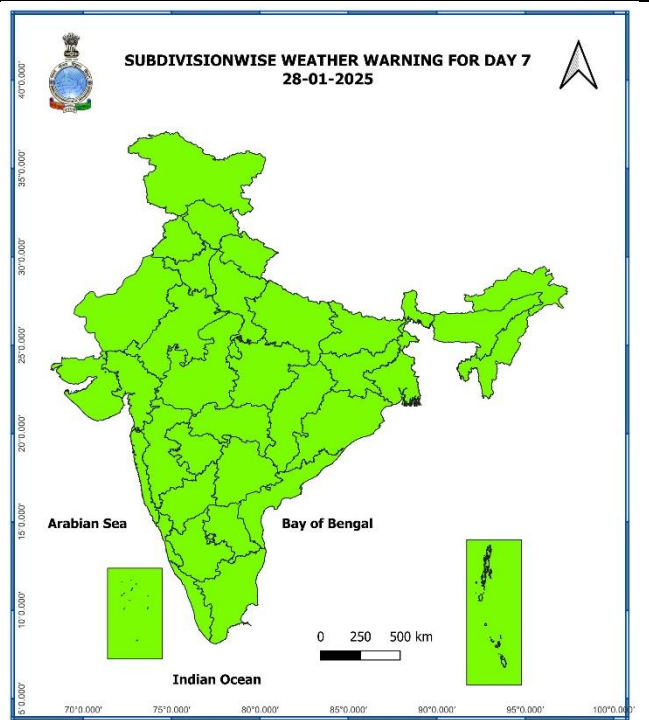 SUBDIVISIONWISE WEATHER WARNING FOR DAY 7
28-01-2025
40°0.000'
35°0.000'
30°0.000'
25°0.000'
20°0.000'
15°0.000'
10°0.000'
5°0.000'
Arabian Sea
Bay of Bengal
0 250 500 km
Indian Ocean
70°0.000' 75°0.000' 80°0.000' 85°0.000' 90°0.000' 95°0.000' 100°0.000'